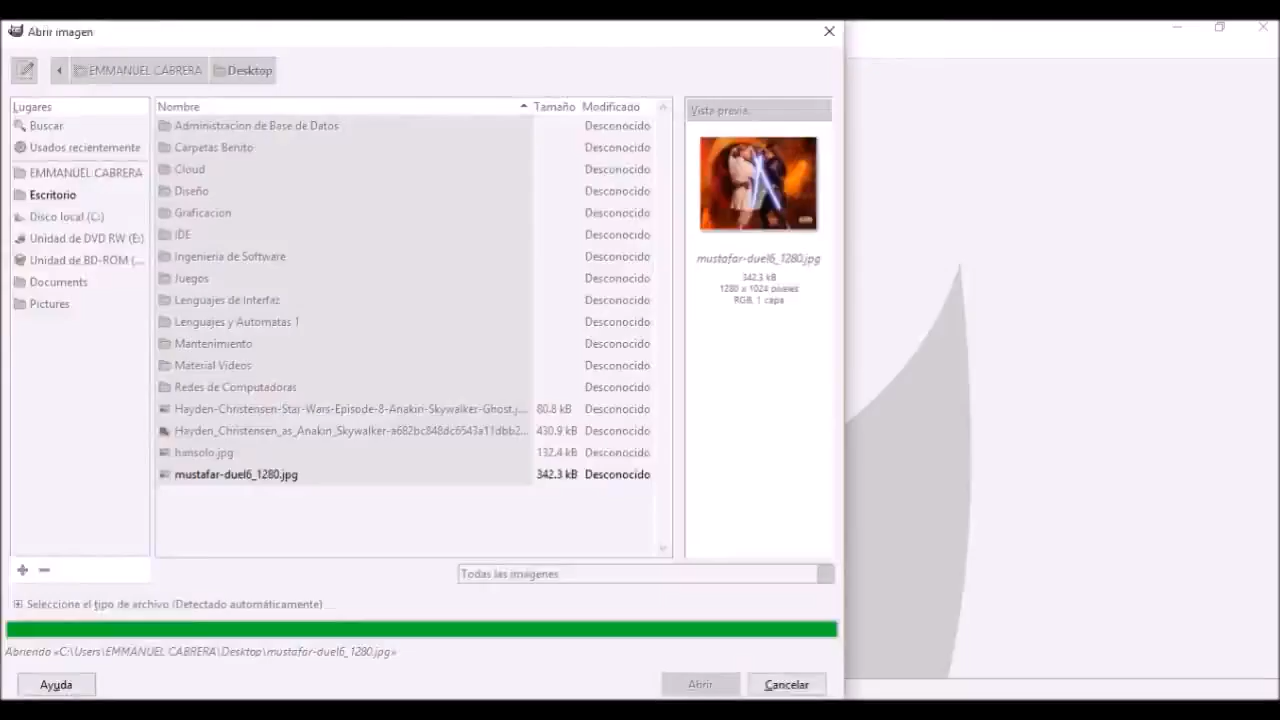 Abrir imagen
EMMANUEL CABRERA Desktop
Lugares
Buscar
Usados recientemente
EMMANUEL CABRERA
Escritorio
Disco local (C:)
Unidad de DVD RW (E:)
Unidad de BD-ROM (...
Documents
Pictures
Nombre Tamaño Modificado
Administracion de Base de Datos Desconocido
Carpetas Benito Desconocido
Cloud Desconocido
Diseño Desconocido
Graficacion Desconocido
IDE Desconocido
Ingenieria de Software Desconocido
Juegos Desconocido
Lenguajes de Interfaz Desconocido
Lenguajes y Automatas 1 Desconocido
Mantenimiento Desconocido
Material Videos Desconocido
Redes de Computadoras Desconocido
Hayden-Christensen-Star-Wars-Episode-8-Anakin-Skywalker-Ghost.j... 80.8 kB Desconocido
Hayden_Christensen_as_Anakin_Skywalker-a682bc848dc6543a11dbb2... 430.9 kB Desconocido
hansolo.jpg 132.4 kB Desconocido
mustafar-duel6_1280.jpg 342.3 kB Desconocido
Vista previa
mustafar-duel6_1280.jpg
342.3 kB
1280 x 1024 píxeles
RGB, 1 capa
Todas las imágenes
Seleccione el tipo de archivo (Detectado automáticamente)
Abriendo «C:\Users\EMMANUEL CABRERA\Desktop\mustafar-duel6_1280.jpg»
Ayuda Abrir Cancelar